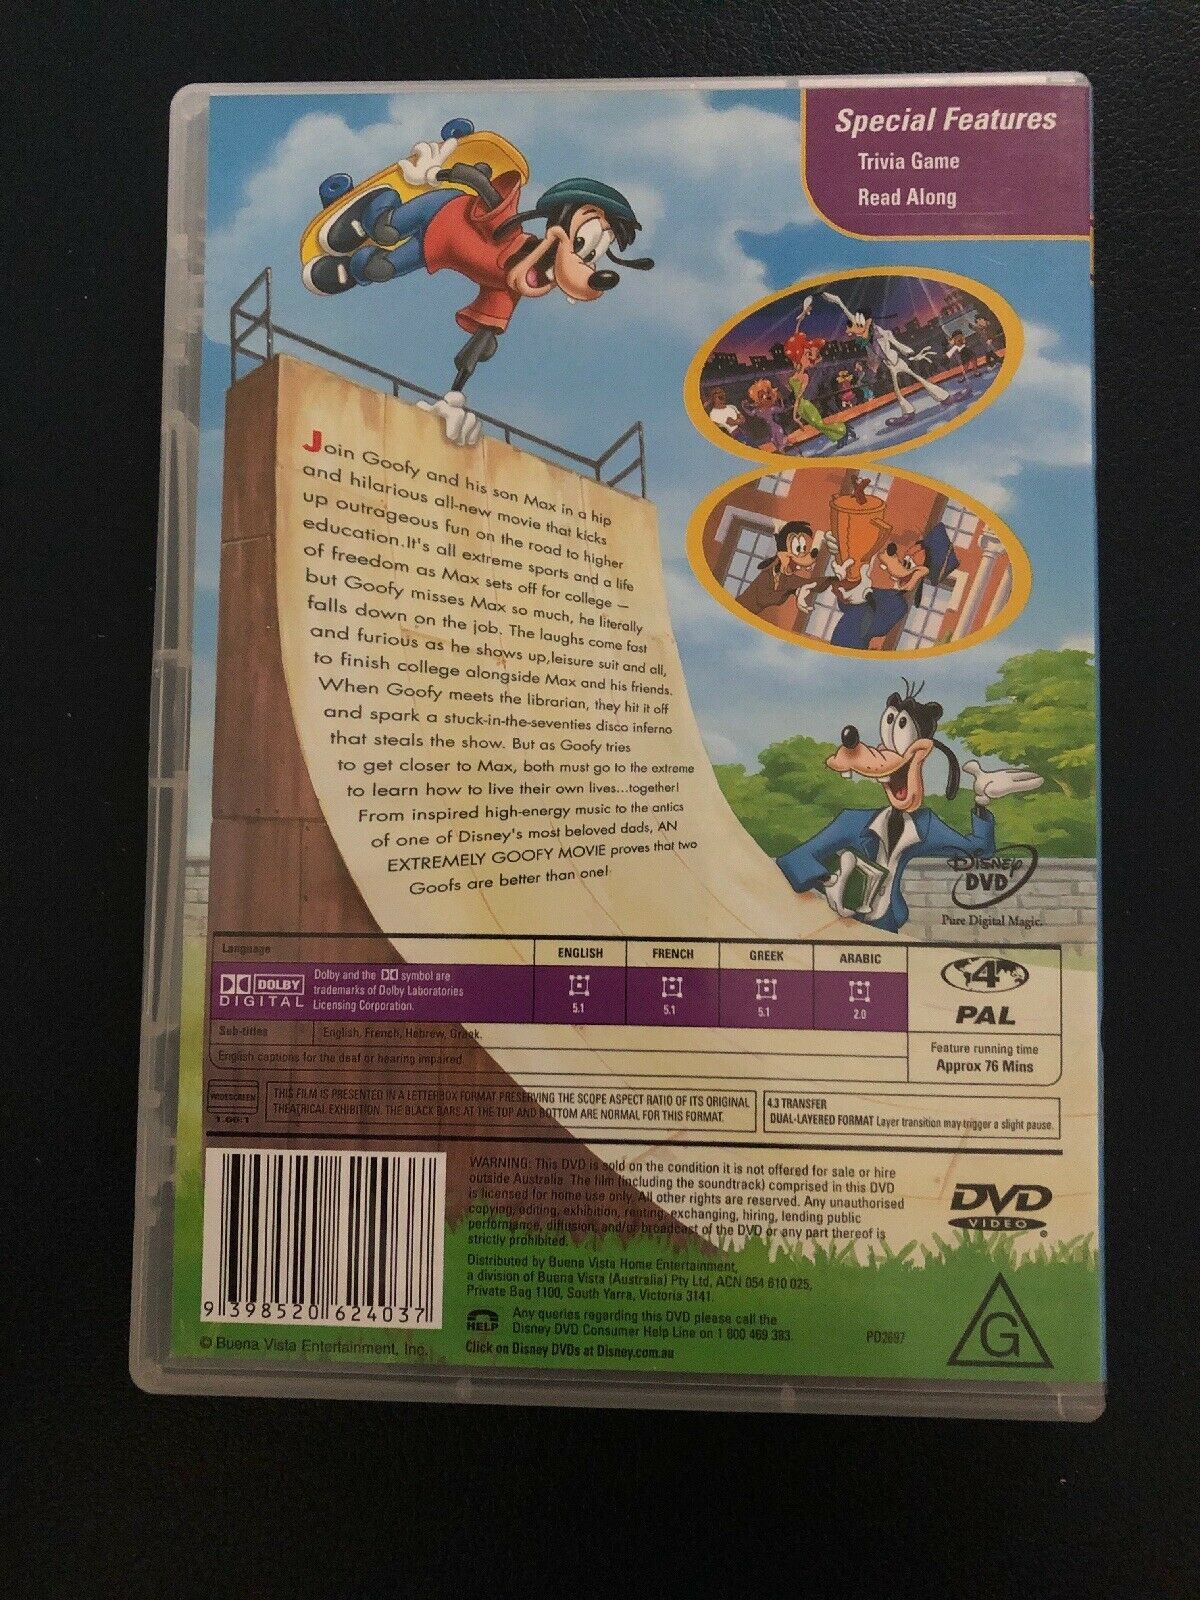 Special Features
Trivia Game
Read Along
Join Goofy and his son Max in a hip
and hilarious all-new movie that kicks
up outrageous fun on the road to higher
education.It's all extreme sports and a life
of freedom as Max sets off for college –
but Goofy misses Max so much, he literally
falls down on the job. The laughs come fast
and furious as he shows up,leisure suit and all,
to finish college alongside Max and his friends.
When Goofy meets the librarian, they hit it off
and spark a stuck-in-the-seventies disco inferno
that steals the show. But as Goofy tries
to get closer to Max, both must go to the extreme
to learn how to live their own lives...together!
From inspired high-energy music to the antics
of one of Disney's most beloved dads, AN
EXTREMELY GOOFY MOVIE proves that two
Goofs are better than one!
DISNEY
DVD
Pure Digital Magic.
Language
ENGLISH
FRENCH
GREEK
ARABIC
DOLBY
DIGITAL
Dolby and the DD symbol are
trademarks of Dolby Laboratories
Licensing Corporation.
5.1
5.1
5.1
2.0
4
PAL
Sub-titles
English, French, Hebrew, Greek.
English captions for the deaf or hearing impaired
Feature running time
Approx 76 Mins
WIDESCREEN
1.66:1
THIS FILM IS PRESENTED IN A LETTERBOX FORMAT PRESERVING THE SCOPE ASPECT RATIO OF ITS ORIGINAL
THEATRICAL EXHIBITION. THE BLACK BARS AT THE TOP AND BOTTOM ARE NORMAL FOR THIS FORMAT.
4.3 TRANSFER
DUAL-LAYERED FORMAT Layer transition may trigger a slight pause.
WARNING: This DVD is sold on the condition it is not offered for sale or hire
outside Australia. The film (including the soundtrack) comprised in this DVD
is licensed for home use only. All other rights are reserved. Any unauthorised
copying, editing, exhibition, renting, exchanging, hiring, lending public
performance, diffusion, and/or broadcast of the DVD or any part thereof is
strictly prohibited.
DVD
VIDEO
Distributed by Buena Vista Home Entertainment,
a division of Buena Vista (Australia) Pty Ltd, ACN 054 610 025,
Private Bag 1100, South Yarra, Victoria 3141.
HELP
Any queries regarding this DVD please call the
Disney DVD Consumer Help Line on 1 800 469 383.
Click on Disney DVDs at Disney.com.au
PD2697
G
9 398520 624037
© Buena Vista Entertainment, Inc.